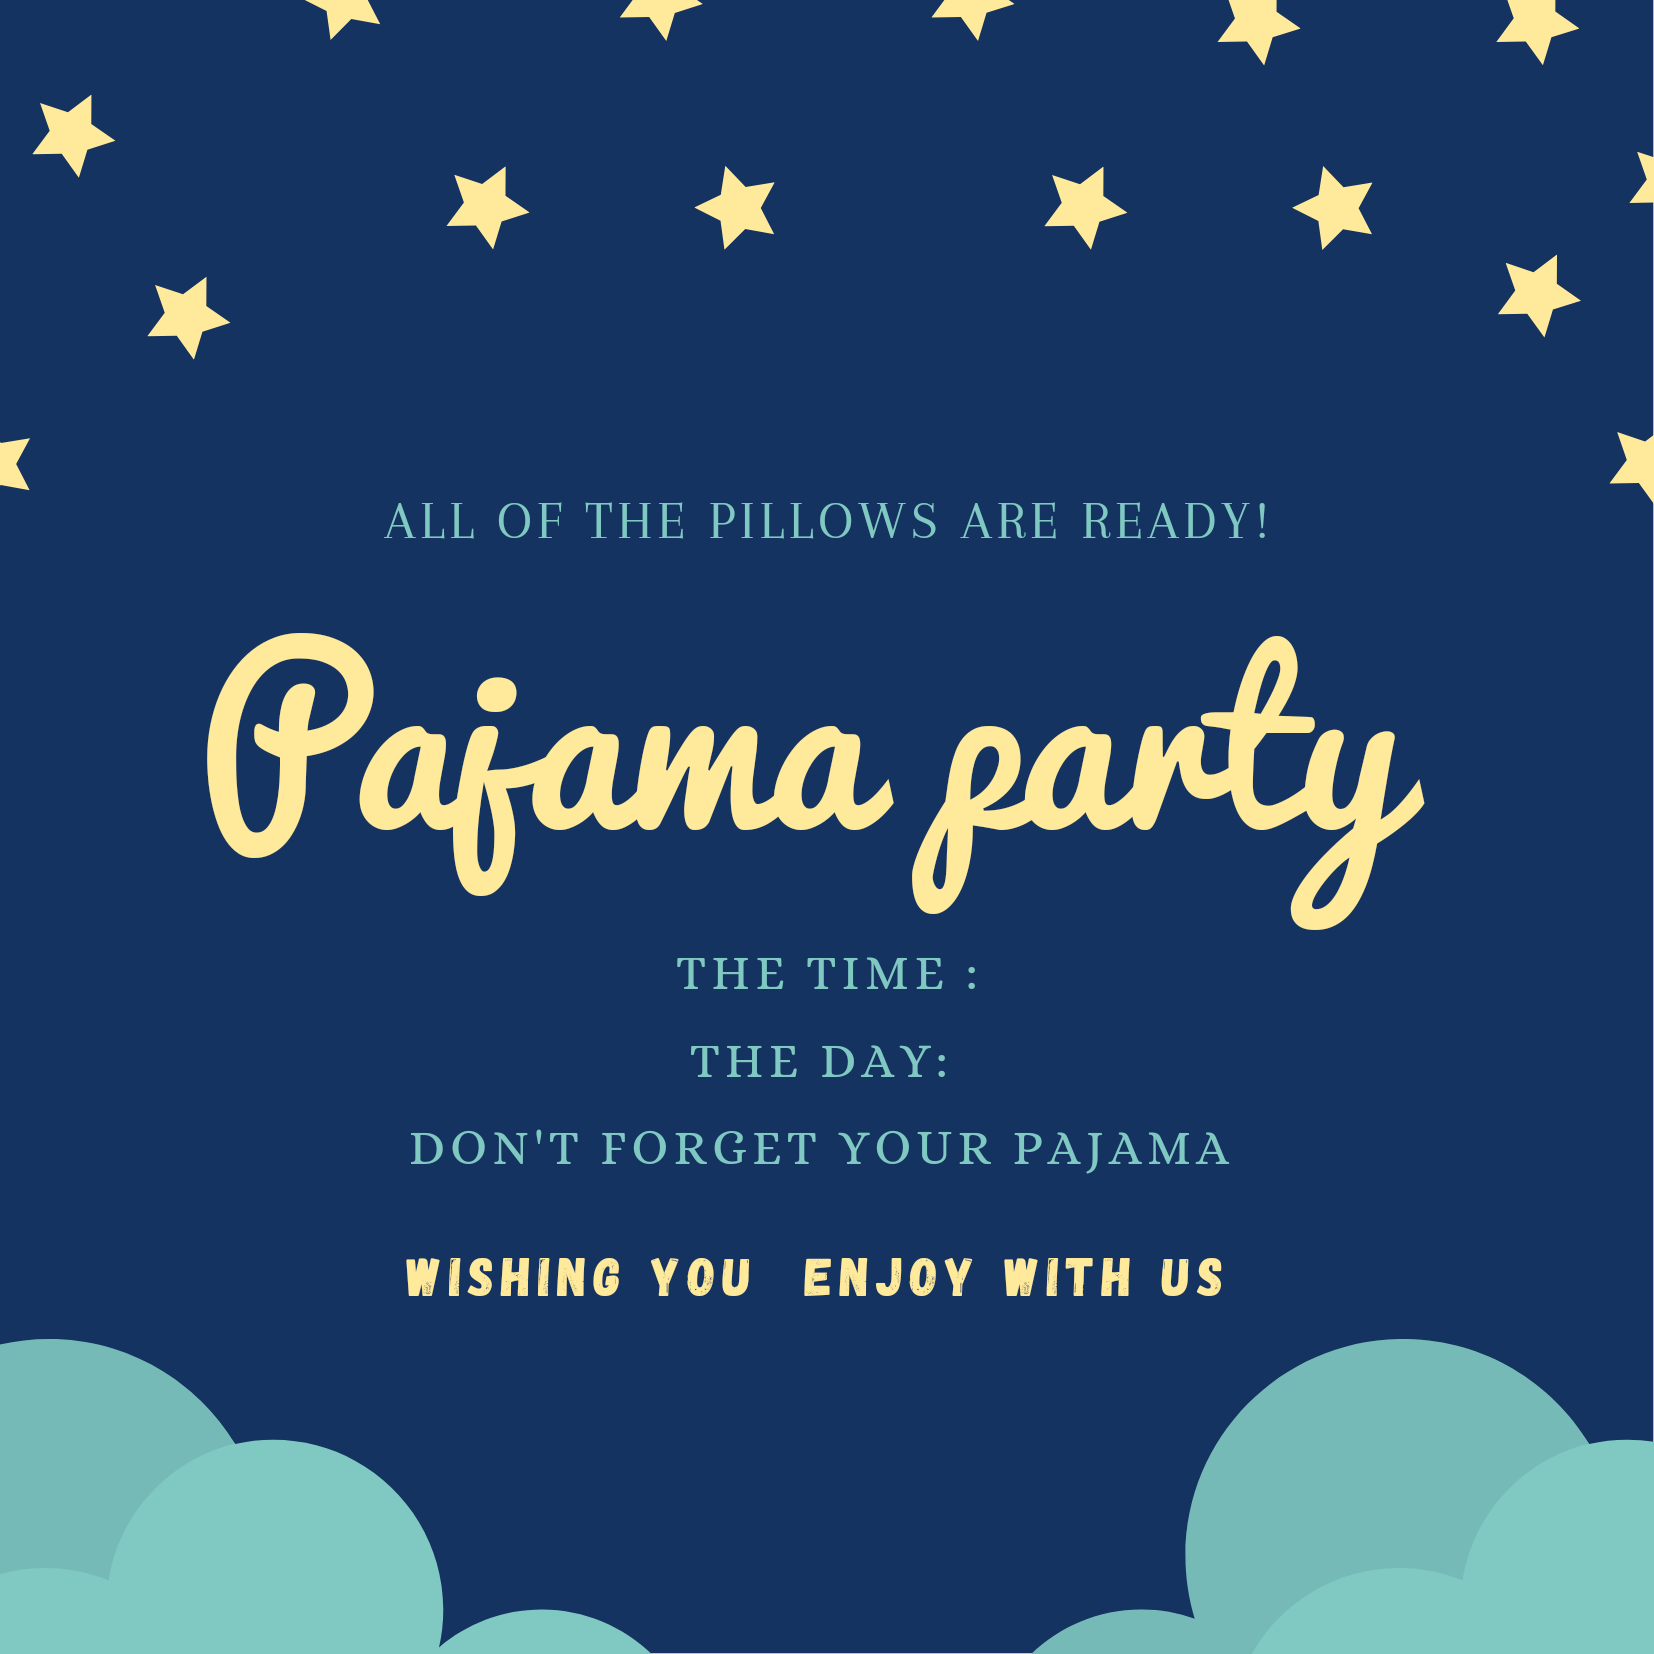 ALL OF THE PILLOWS ARE READY!
Pajama party
THE TIME :
THE DAY:
DON'T FORGET YOUR PAJAMA
WISHING YOU  ENJOY WITH US